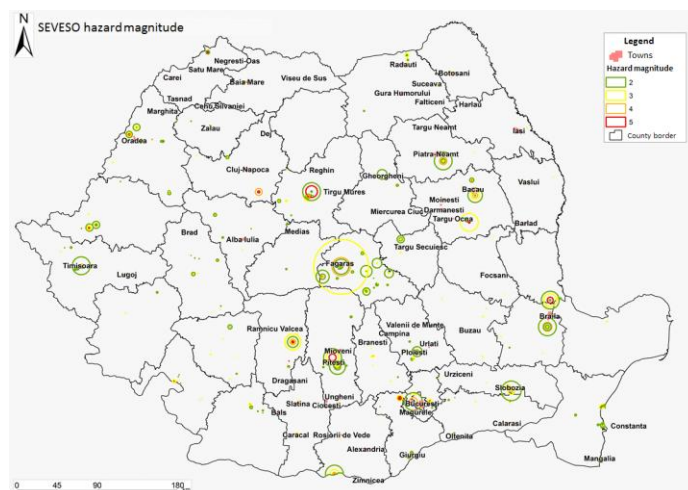 SEVESO hazard magnitude
N
Legend
Towns
Hazard magnitude
2
3
4
5
County border
Negresti-Oas
Satu Mare
Carei
Baia Mare
Viseu de Sus
Tasnad
Cehu Silvaniei
Marghita
Zalau
Dej
Oradea
Radauti
Botosani
Suceava
Gura Humorului
Falticeni
Harlau
Targu Neamt
Iasi
Piatra-Neamt
Cluj-Napoca
Reghin
Gheorgheni
Tirgu Mures
Bacau
Vaslui
Moinesti
Darmanesti
Miercurea Ciuc
Targu Ocna
Barlad
Brad
Alba-Iulia
Medias
Targu Secuiesc
Timisoara
Lugoj
Fagaras
Focsani
Ramnicu Valcea
Valenii de Munte
Campina
Braila
Branesti
Urlati
Buzau
Mioveni
Pitesti
Ploiesti
Dragasani
Urziceni
Slobozia
Ungheni
Slatina
Ciocesti
Bals
Bucuresti
Magurele
Calarasi
Constanta
Caracal
Rosiorii de Vede
Oltenita
Alexandria
Giurgiu
Mangalia
Zimnicea
0 45 90 180